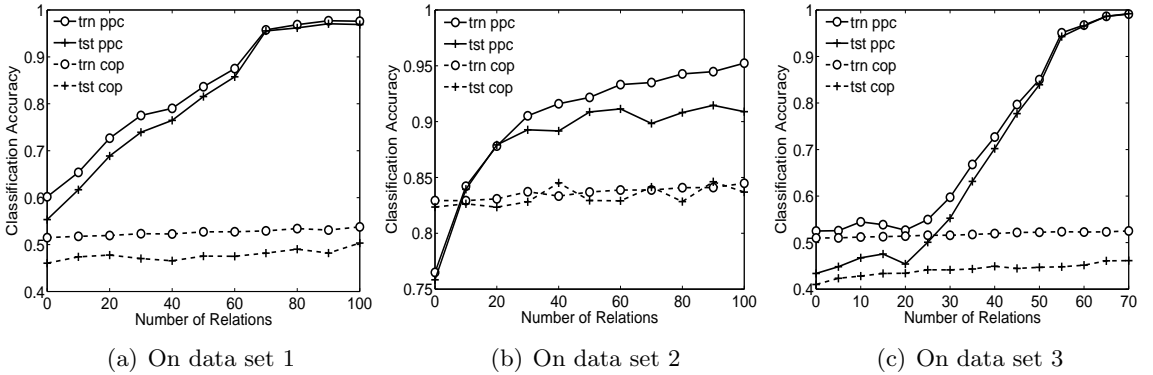 trn ppc
tst ppc
trn cop
tst cop
Classification Accuracy
1
0.9
0.8
0.7
0.6
0.5
0.4
0 20 40 60 80 100
Number of Relations
(a) On data set 1
trn ppc
tst ppc
trn cop
tst cop
Classification Accuracy
1
0.95
0.9
0.85
0.8
0.75
0 20 40 60 80 100
Number of Relations
(b) On data set 2
trn ppc
tst ppc
trn cop
tst cop
Classification Accuracy
1
0.9
0.8
0.7
0.6
0.5
0.4
0 10 20 30 40 50 60 70
Number of Relations
(c) On data set 3